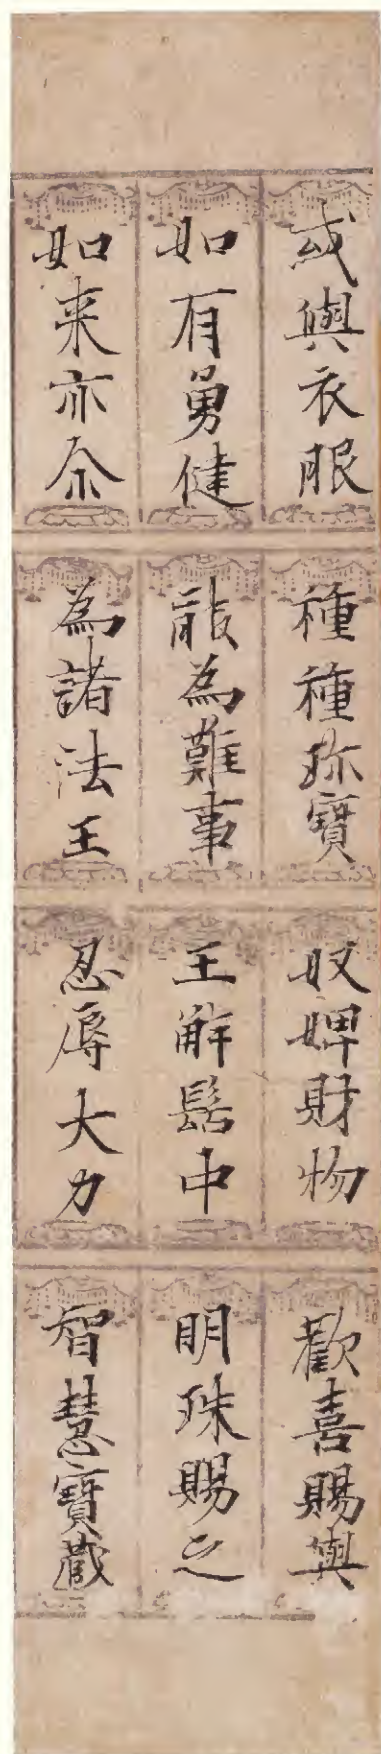 或與衣服 種種珎寶 奴婢財物 歡喜賜與
如有勇健 能為難事 王解髻中 明珠賜之
如来亦尒 為諸法王 忍辱大力 智慧寶藏